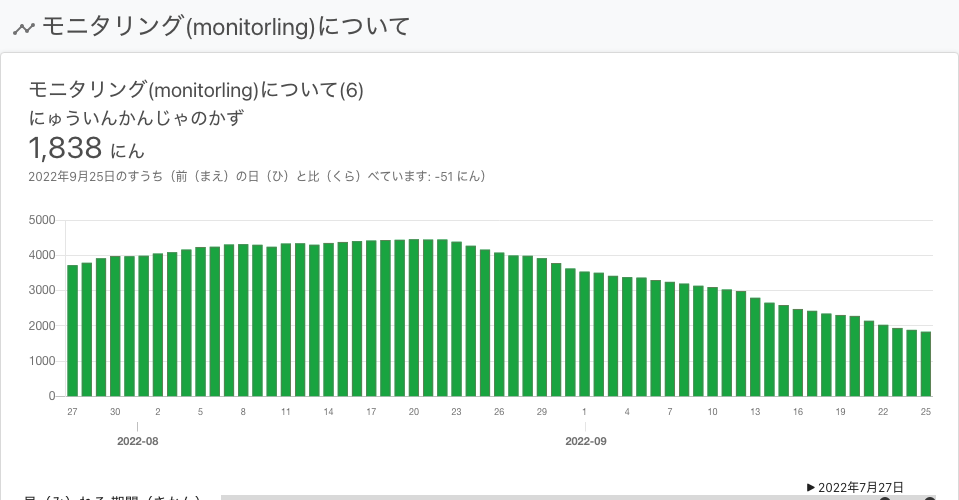 モニタリング(monitorling)について
モニタリング(monitorling)について(6)
にゅういんかんじゃのかず
1,838 にん
2022年9月25日のすうち（前（まえ）の日（ひ）と比（くら）べています: -51 にん）
5000
4000
3000
2000
1000
0
27 30 2 5 8 11 14 17 20 23 26 29 1 4 7 10 13 16 19 22 25
2022-08 2022-09
▶ 2022年7月27日